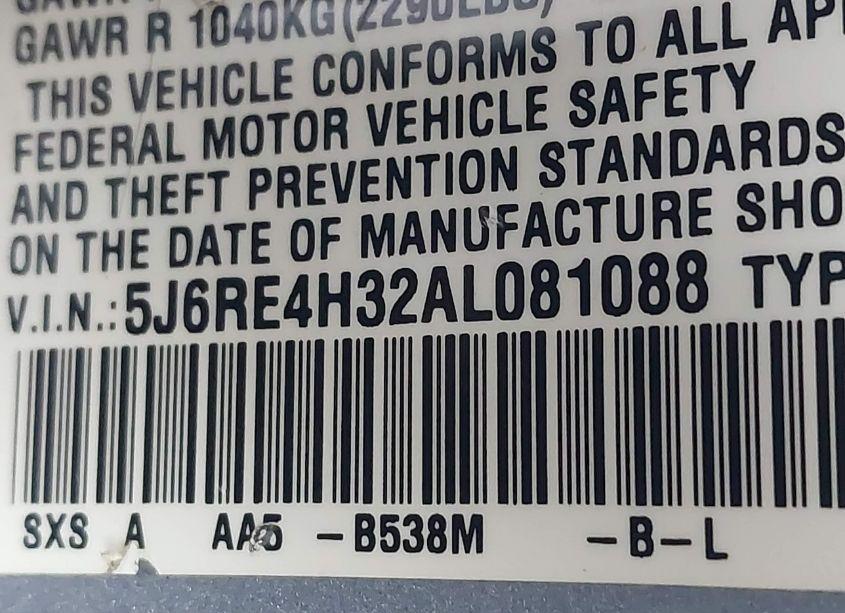 GAWR R 1040KG(2290LBS)
THIS VEHICLE CONFORMS TO ALL
FEDERAL MOTOR VEHICLE SAFETY
AND THEFT PREVENTION STANDARDS
ON THE DATE OF MANUFACTURE SHO
V.I.N.:5J6RE4H32AL081088 TYP
SXS A AA5 -B538M -B-L